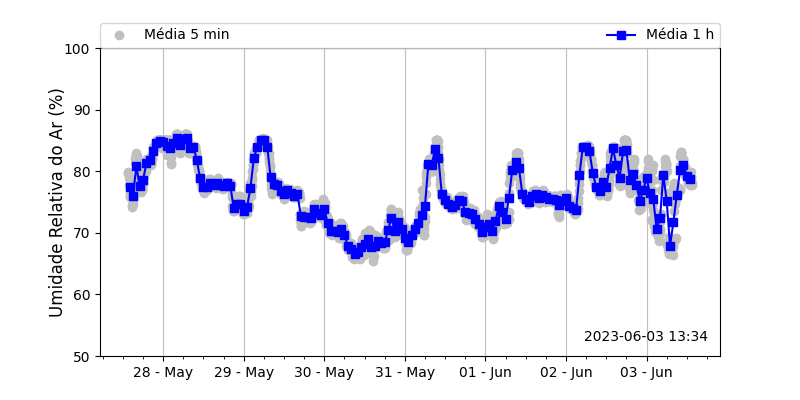 Média 5 min
Média 1 h
100
90
80
70
60
50
Umidade Relativa do Ar (%)
2023-06-03 13:34
28 - May
29 - May
30 - May
31 - May
01 - Jun
02 - Jun
03 - Jun